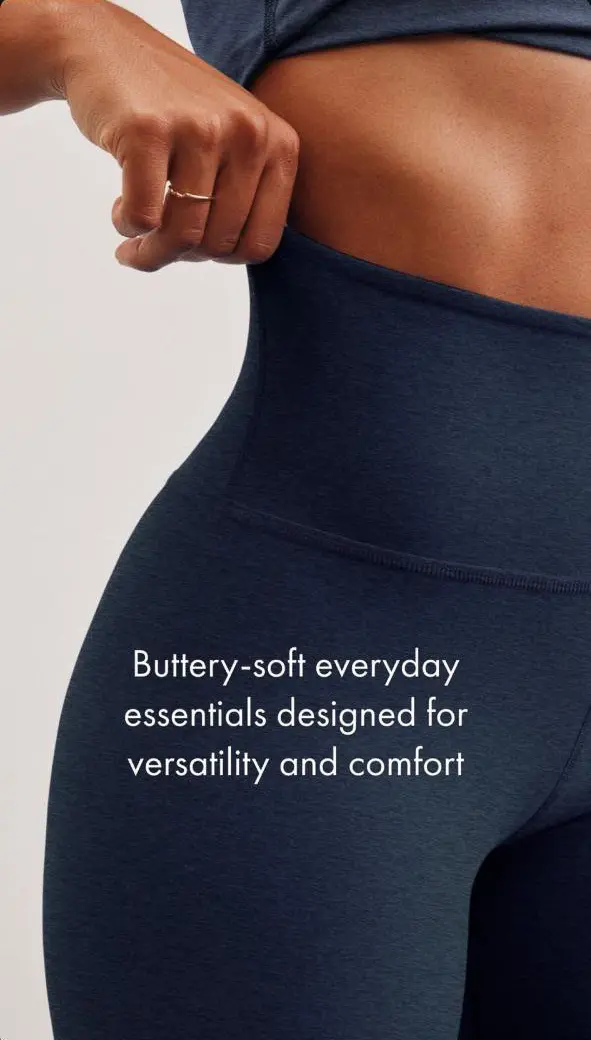 Buttery-soft everyday
essentials designed for
versatility and comfort